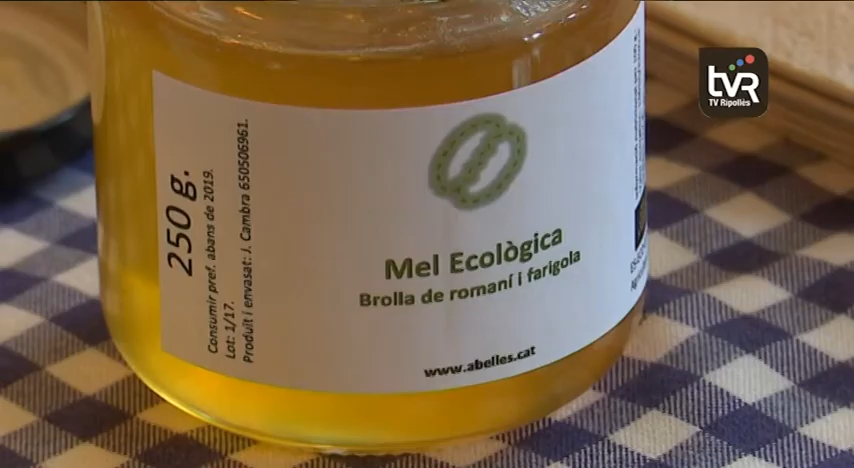 250 g.
Consumir pref. abans de 2019.
Lot: 1/17.
Produït i envasat: J. Cambra 650506961.
Mel Ecològica
Brolla de romaní i farigola
www.abelles.cat
tvR
TV Ripollès